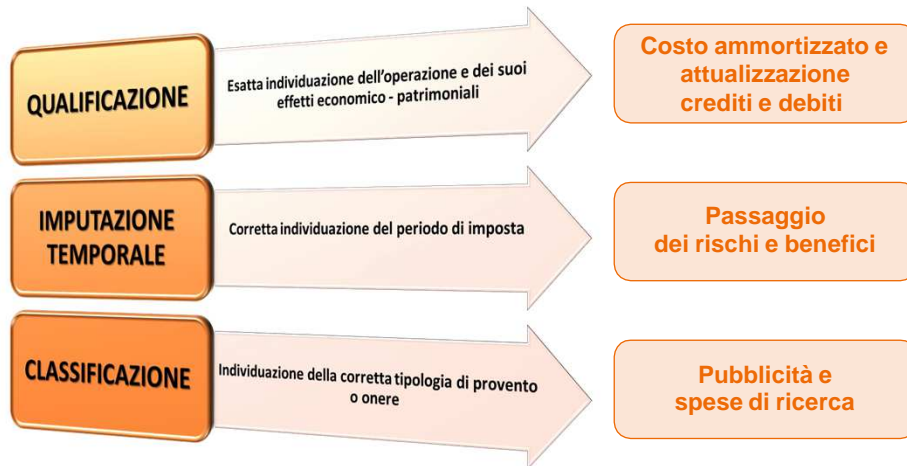 QUALIFICAZIONE
Esatta individuazione dell'operazione e dei suoi
effetti economico - patrimoniali
Costo ammortizzato e
attualizzazione
crediti e debiti
IMPUTAZIONE
TEMPORALE
Corretta individuazione del periodo di imposta
Passaggio
dei rischi e benefici
CLASSIFICAZIONE
Individuazione della corretta tipologia di provento
o onere
Pubblicità e
spese di ricerca